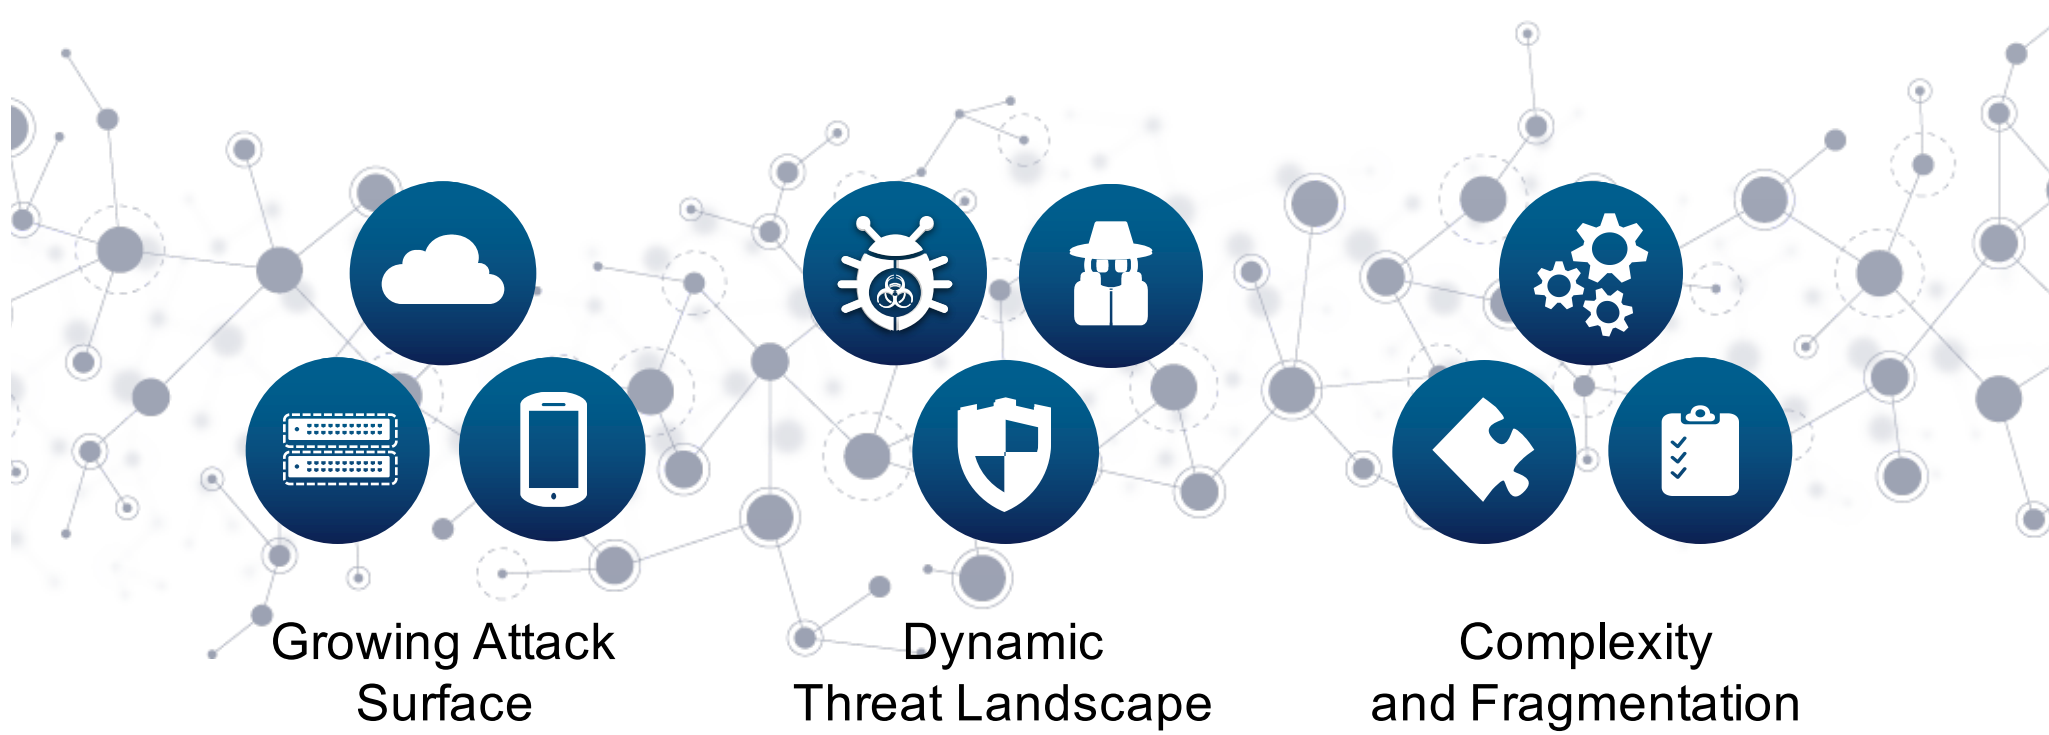 Growing Attack
Surface
Dynamic
Threat Landscape
Complexity
and Fragmentation